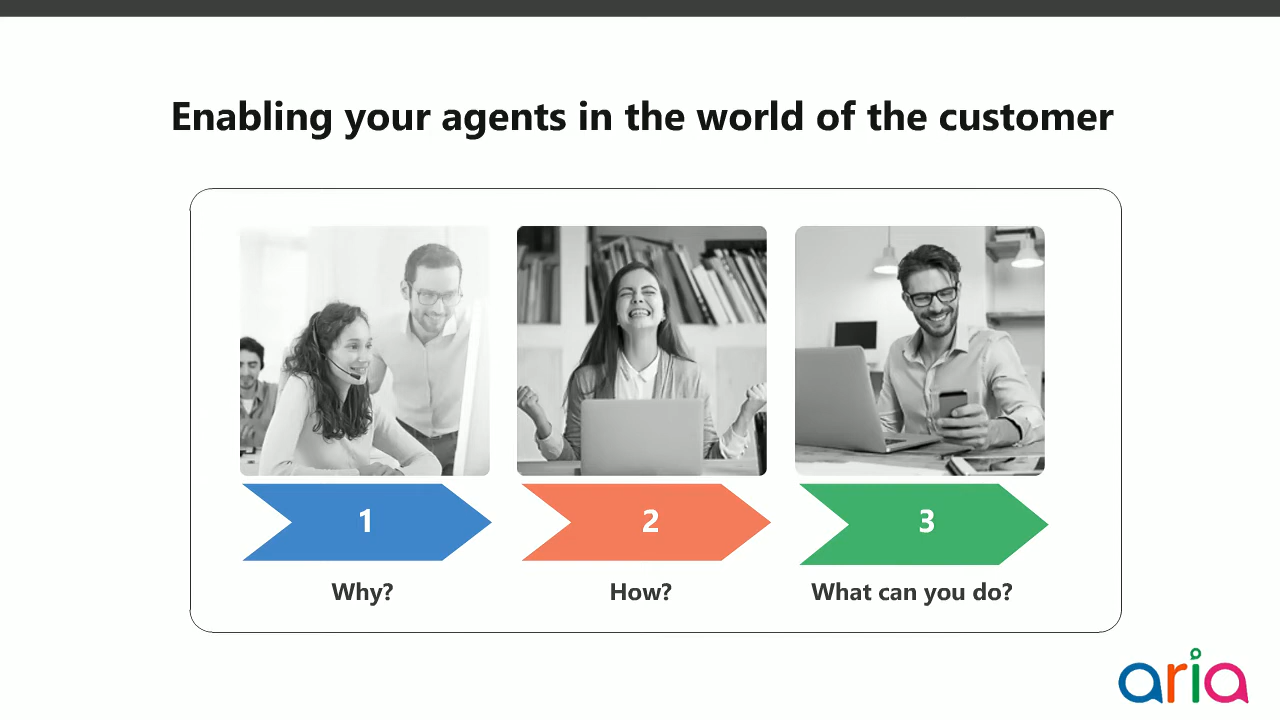 Enabling your agents in the world of the customer
1
2
3
Why?
How?
What can you do?
aria